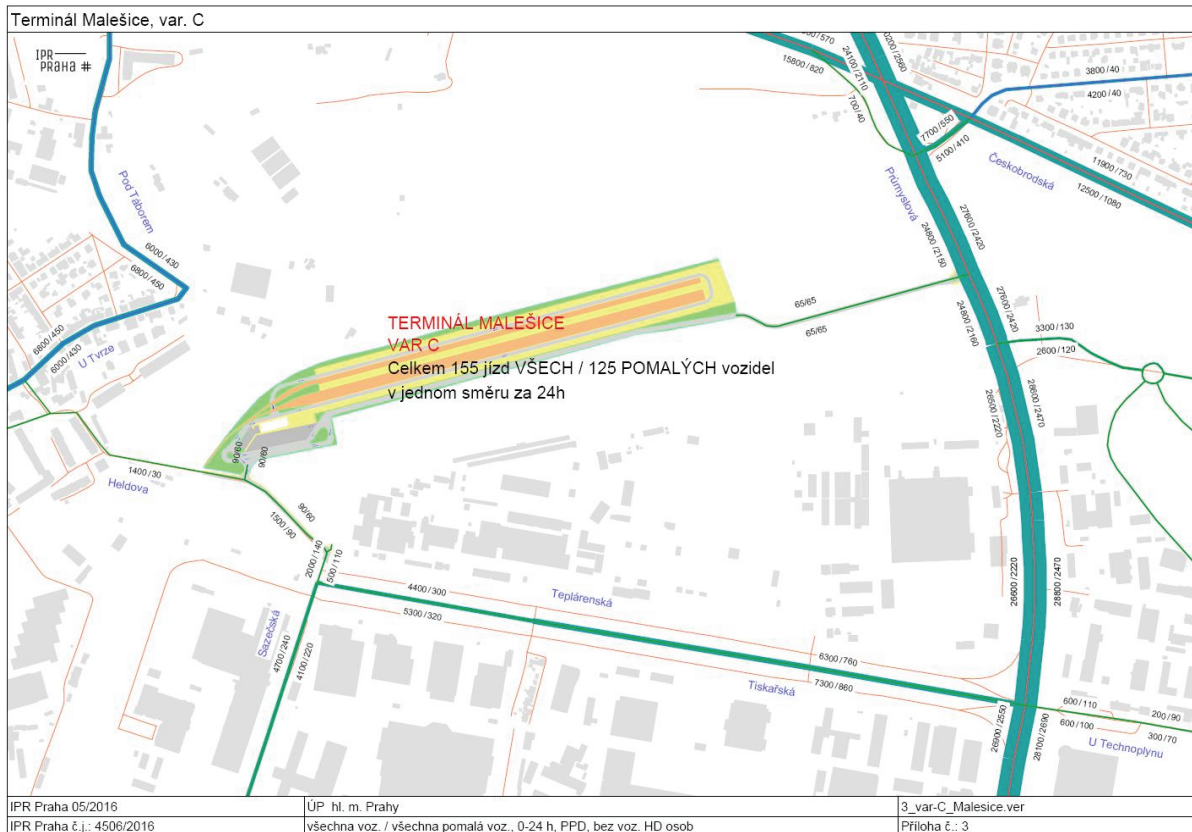 Terminál Malešice, var. C
IPR
PRAHA #
/570
15800/820
24100/2110
0200/2560
700/40
7700/550
5100/410
3800/40
4200/40
Českobrodská
11900/730
12500/1080
Průmyslová
24800/2150
27600/2420
Pod Táborem
6000/430
6800/450
6800/450
6000/430
U Tvrze
65/65
65/65
24800/2160
27600/2420
3300/130
2600/120
TERMINÁL MALEŠICE
VAR C
Celkem 155 jízd VŠECH / 125 POMALÝCH vozidel
v jednom směru za 24h
26500/2220
28600/2470
90/60
90/60
1400/30
Heldova
90/60
1500/90
2000/140
500/110
4400/300
5300/320
Teplárenská
26600/2220
28800/2470
Sazečská
4700/240
4100/220
6300/760
7300/860
Tiskařská
600/110
600/100
200/90
300/70
U Technoplynu
26900/2550
28100/2690
IPR Praha 05/2016
ÚP hl. m. Prahy
3_var-C_Malesice.ver
IPR Praha č.j.: 4506/2016
všechna voz. / všechna pomalá voz., 0-24 h, PPD, bez voz. HD osob
Příloha č.: 3